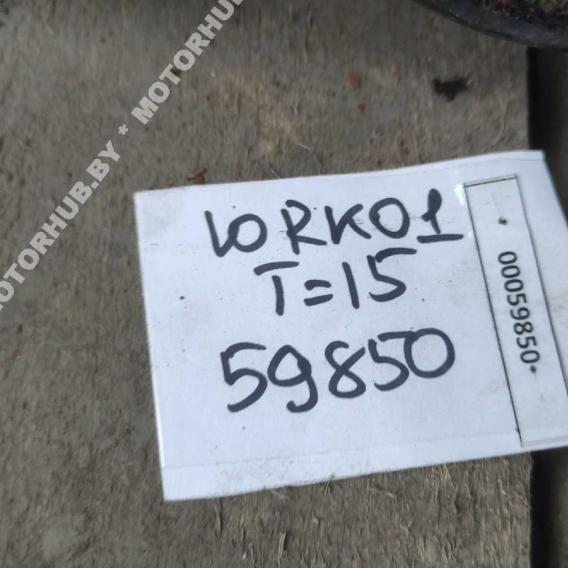 MOTORHUB.BY * MOTORHUB
10RK01
T=15
59850
* 00059850*